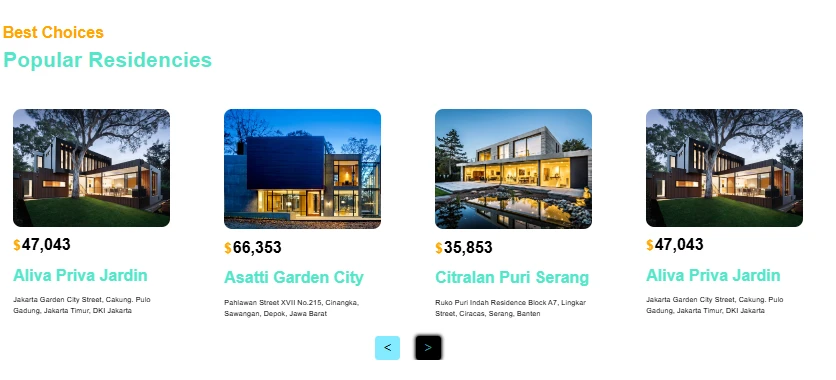 Best Choices
Popular Residencies
$47,043
Aliva Priva Jardin
Jakarta Garden City Street, Cakung. Pulo
Gadung, Jakarta Timur, DKI Jakarta
$66,353
Asatti Garden City
Pahlawan Street XVII No.215, Cinangka,
Sawangan, Depok, Jawa Barat
$35,853
Citralan Puri Serang
Ruko Puri Indah Residence Block A7, Lingkar
Street, Ciracas, Serang, Banten
$47,043
Aliva Priva Jardin
Jakarta Garden City Street, Cakung. Pulo
Gadung, Jakarta Timur, DKI Jakarta
< >